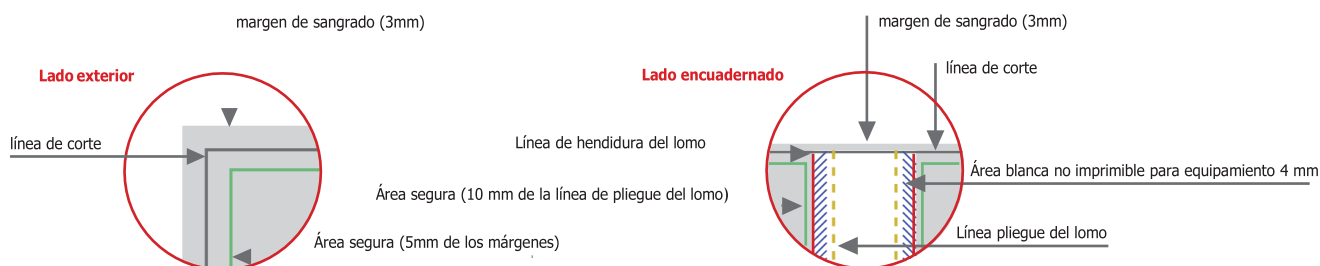 margen de sangrado (3mm)
Lado exterior
línea de corte
Área segura (5mm de los márgenes)
margen de sangrado (3mm)
Lado encuadernado
línea de corte
Línea de hendidura del lomo
Área blanca no imprimible para equipamiento 4 mm
Área segura (10 mm de la línea de pliegue del lomo)
Línea pliegue del lomo